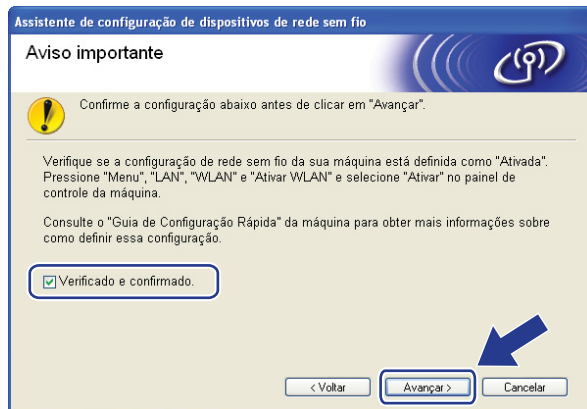 Assistente de configuração de dispositivos de rede sem fio
Aviso importante
Confirme a configuração abaixo antes de clicar em "Avançar".
Verifique se a configuração de rede sem fio da sua máquina está definida como "Ativada".
Pressione "Menu", "LAN", "WLAN" e "Ativar WLAN" e selecione "Ativar" no painel de
controle da máquina.
Consulte o "Guia de Configuração Rápida" da máquina para obter mais informações sobre
como definir essa configuração.
Verificado e confirmado.
< Voltar
Avançar >
Cancelar